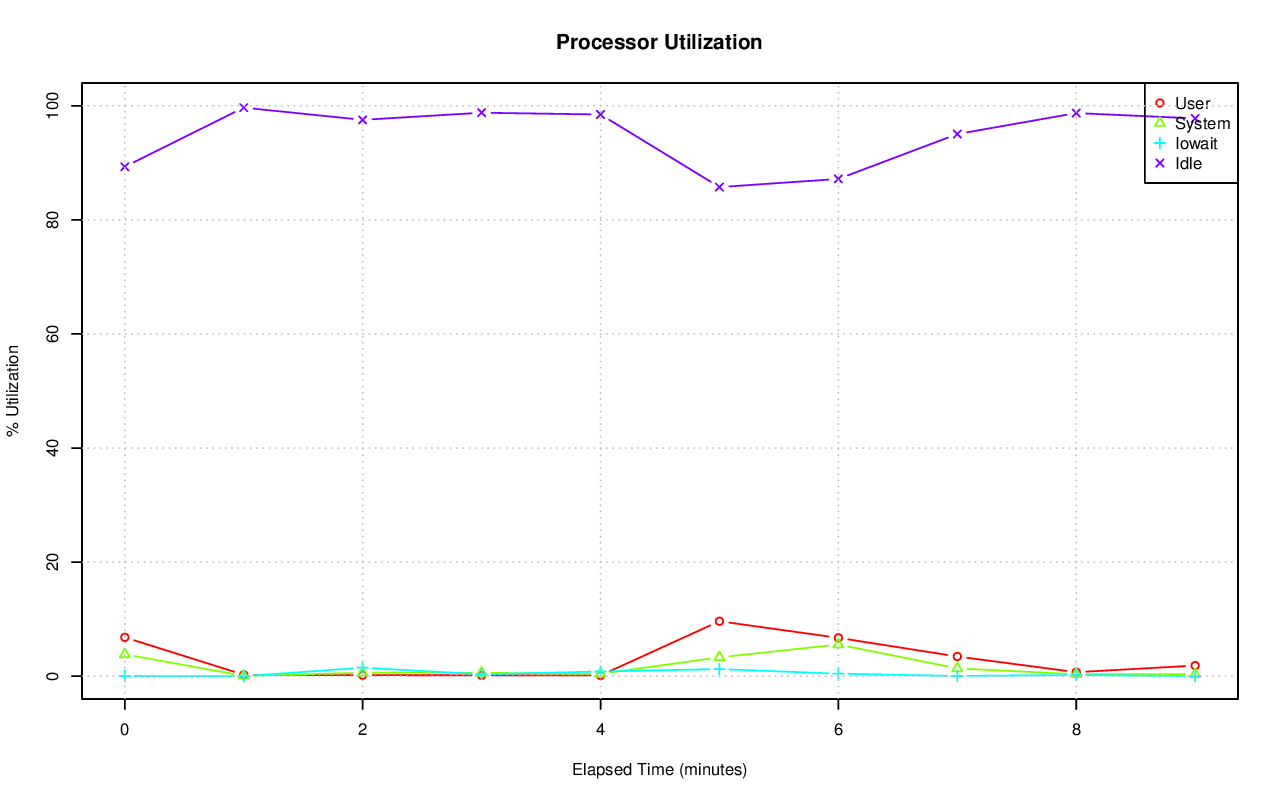 Processor Utilization
% Utilization
100
80
60
40
20
0
User
System
Iowait
Idle
0 2 4 6 8
Elapsed Time (minutes)